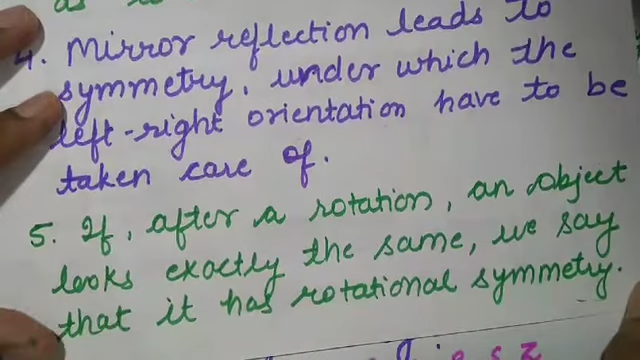 4. Mirror reflection leads to
symmetry, under which the
left-right orientation have to be
taken care of.
5. If, after a rotation, an object
looks exactly the same, we say
that it has rotational symmetry.